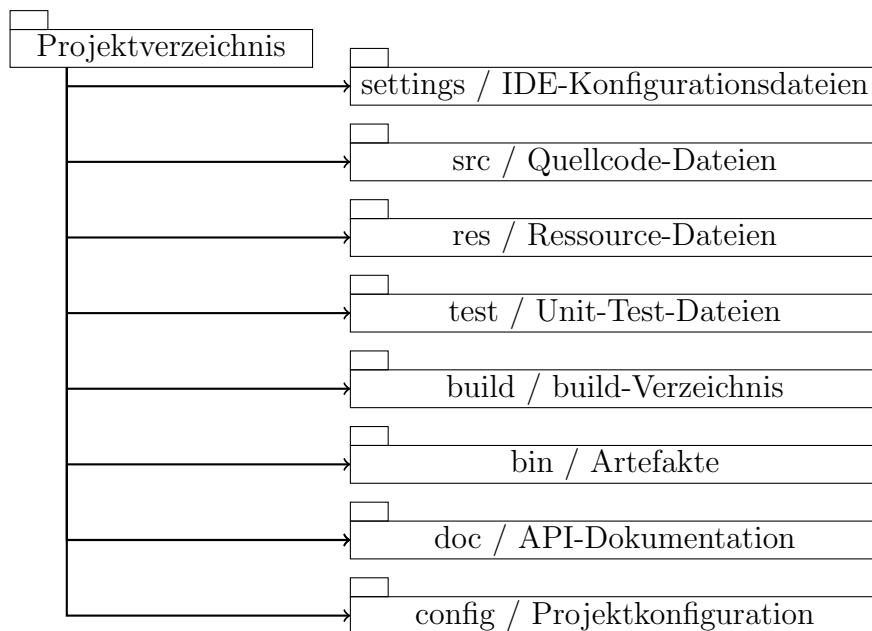 Projektverzeichnis
settings / IDE-Konfigurationsdateien
src / Quellcode-Dateien
res / Ressource-Dateien
test / Unit-Test-Dateien
build / build-Verzeichnis
bin / Artefakte
doc / API-Dokumentation
config / Projektkonfiguration